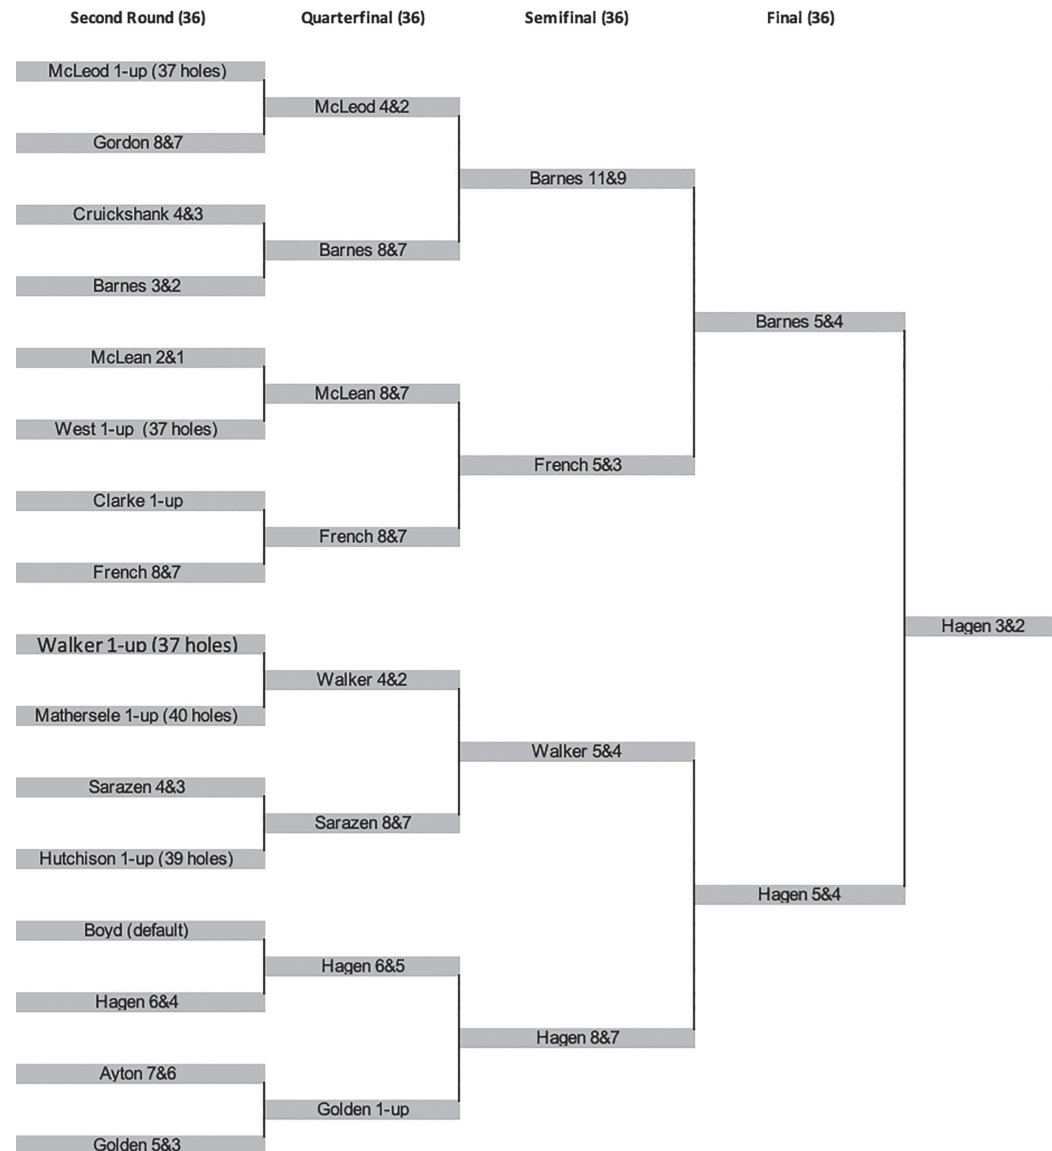 Second Round (36)
Quarterfinal (36)
Semifinal (36)
Final (36)
McLeod 1-up (37 holes)
McLeod 4&2
Gordon 8&7
Barnes 11&9
Cruickshank 4&3
Barnes 8&7
Barnes 3&2
Barnes 5&4
McLean 2&1
McLean 8&7
West 1-up (37 holes)
French 5&3
Clarke 1-up
French 8&7
French 8&7
Hagen 3&2
Walker 1-up (37 holes)
Walker 4&2
Mathersele 1-up (40 holes)
Walker 5&4
Sarazen 4&3
Sarazen 8&7
Hutchison 1-up (39 holes)
Hagen 5&4
Boyd (default)
Hagen 6&5
Hagen 6&4
Hagen 8&7
Ayton 7&6
Golden 1-up
Golden 5&3